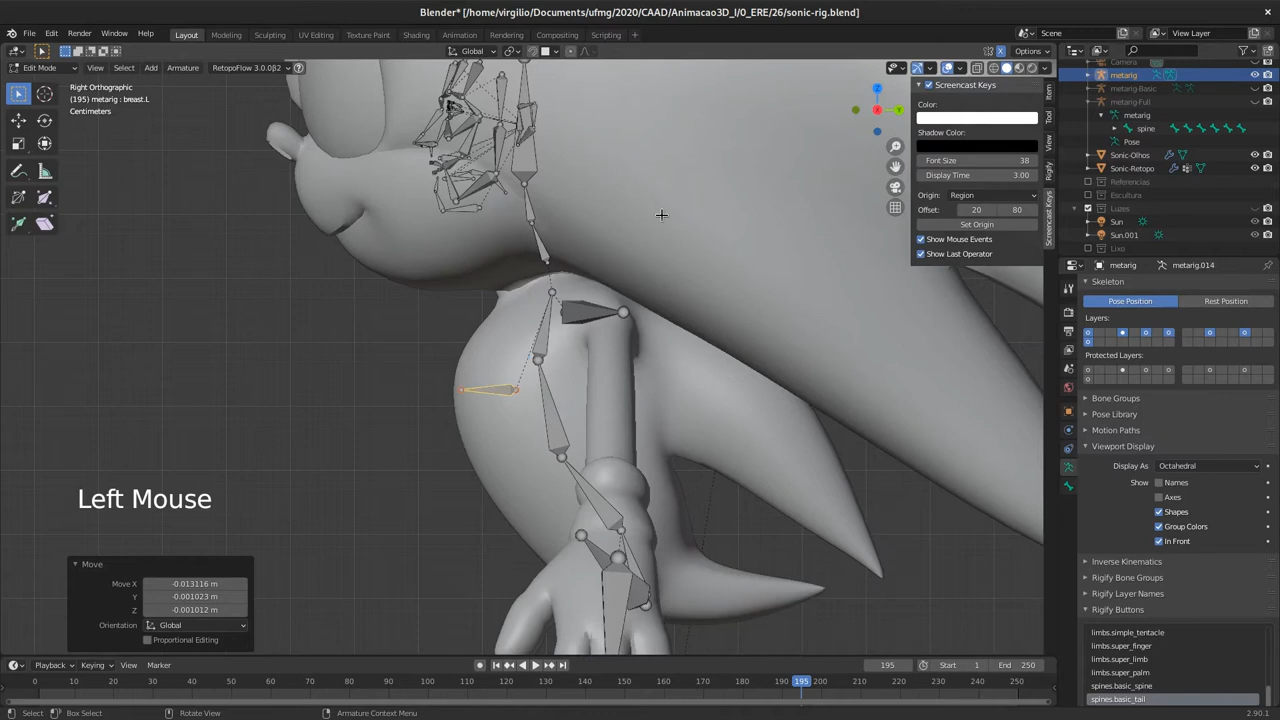 Blender* [/home/virgilio/Documents/ufmg/2020/CAAD/Animacao3D_I/0_ERE/26/sonic-rig.blend]
File Edit Render Window Help Layout Modeling Sculpting UV Editing Texture Paint Shading Animation Rendering Compositing Scripting + Scene View Layer
Global Options
Edit Mode View Select Add Armature RetopoFlow 3.0.0β2
Right Orthographic
(195) metarig : breast.L
Centimeters
Z
Y
X
Screencast Keys
Color:
Shadow Color:
Font Size 38
Display Time 3.00
Origin: Region
Offset: 20 80
Set Origin
Show Mouse Events
Show Last Operator
Item
Tool
View
Rigify
Screencast Keys
Camera
metarig
metarig-Basic
metarig-Full
metarig
spine
Pose
Sonic-Olhos
Sonic-Retopo
Referencias
Escultura
Luzes
Sun
Sun.001
Lixo
metarig metarig.014
Skeleton
Pose Position Rest Position
Layers:
Protected Layers:
Bone Groups
Pose Library
Motion Paths
Viewport Display
Display As Octahedral
Show Names
Axes
Shapes
Group Colors
In Front
Inverse Kinematics
Rigify Bone Groups
Rigify Layer Names
Rigify Buttons
limbs.simple_tentacle
limbs.super_finger
limbs.super_limb
limbs.super_palm
spines.basic_spine
spines.basic_tail
Left Mouse
Move
Move X -0.013116 m
Y -0.001023 m
Z -0.001012 m
Orientation Global
Proportional Editing
Playback Keying View Marker 195 Start 1 End 250
0 10 20 30 40 50 60 70 80 90 100 110 120 130 140 150 160 170 180 190 195 210 220 230 240 250
Select Box Select Rotate View Armature Context Menu 2.90.1